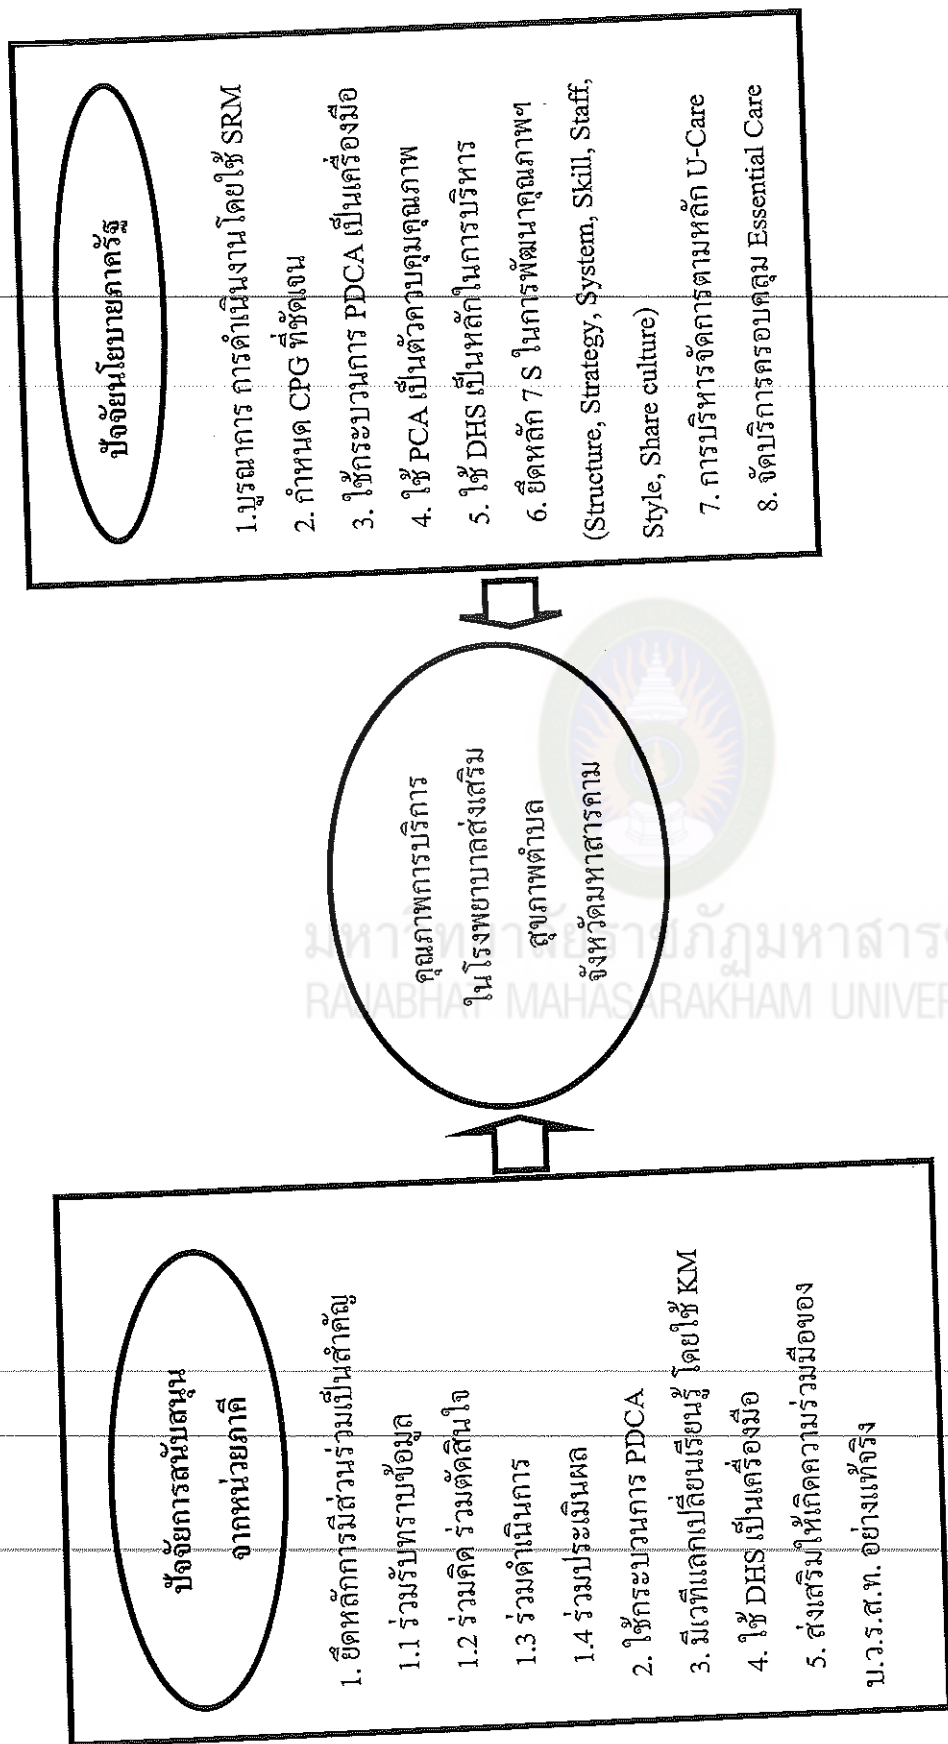 ปัจจัยการสนับสนุน
จากหน่วยภาคี
1. ยึดหลักการมีส่วนร่วมเป็นสำคัญ
1.1 ร่วมรับทราบข้อมูล
1.2 ร่วมคิด ร่วมตัดสินใจ
1.3 ร่วมดำเนินการ
1.4 ร่วมประเมินผล
2. ใช้กระบวนการ PDCA
3. มีเวทีแลกเปลี่ยนเรียนรู้ โดยใช้ KM
4. ใช้ DHS เป็นเครื่องมือ
5. ส่งเสริมให้เกิดความร่วมมือของ
บ.ว.ร.ส.ท. อย่างแท้จริง
คุณภาพการบริการ
ในโรงพยาบาลส่งเสริม
สุขภาพตำบล
จังหวัดมหาสารคาม
ปัจจัยนโยบายภาครัฐ
1.บูรณาการ การดำเนินงานโดยใช้ SRM
2. กำหนด CPG ที่ชัดเจน
3. ใช้กระบวนการ PDCA เป็นเครื่องมือ
4. ใช้ PCA เป็นตัวควบคุมคุณภาพ
5. ใช้ DHS เป็นหลักในการบริหาร
6. ยึดหลัก 7 S ในการพัฒนาคุณภาพฯ
(Structure, Strategy, System, Skill, Staff,
Style, Share culture)
7. การบริหารจัดการตามหลัก U-Care
8. จัดบริการครอบคลุม Essential Care
มหาวิทยาลัยราชภัฏมหาสาร
RAJABHAT MAHASARAKHAM UNIVER